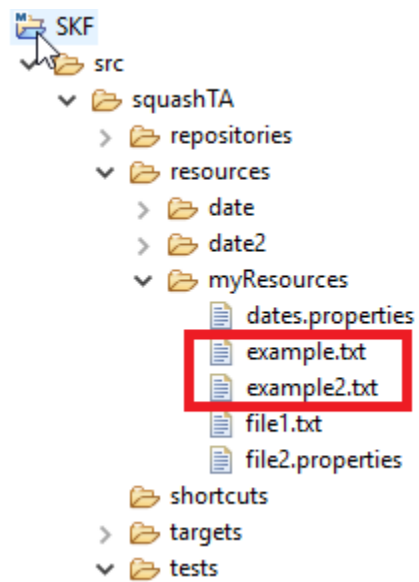 SKF
src
squashTA
repositories
resources
date
date2
myResources
dates.properties
example.txt
example2.txt
file1.txt
file2.properties
shortcuts
targets
tests